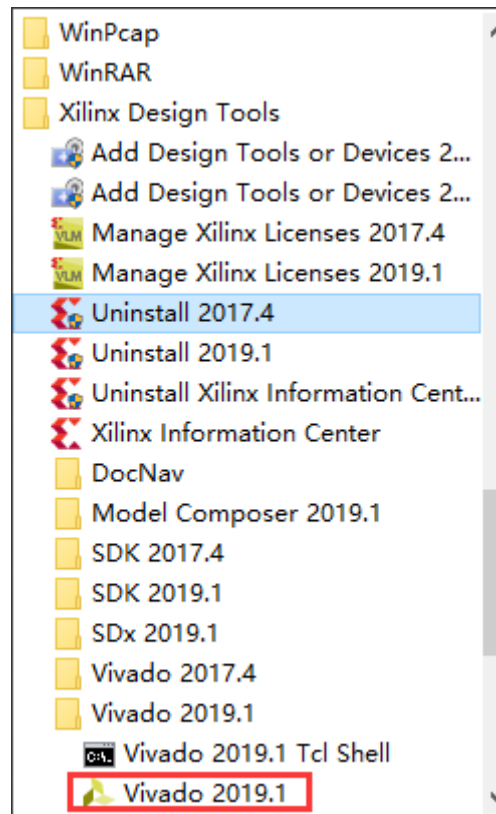 WinPcap
WinRAR
Xilinx Design Tools
Add Design Tools or Devices 2...
Add Design Tools or Devices 2...
Manage Xilinx Licenses 2017.4
Manage Xilinx Licenses 2019.1
Uninstall 2017.4
Uninstall 2019.1
Uninstall Xilinx Information Cent...
Xilinx Information Center
DocNav
Model Composer 2019.1
SDK 2017.4
SDK 2019.1
SDx 2019.1
Vivado 2017.4
Vivado 2019.1
Vivado 2019.1 Tcl Shell
Vivado 2019.1